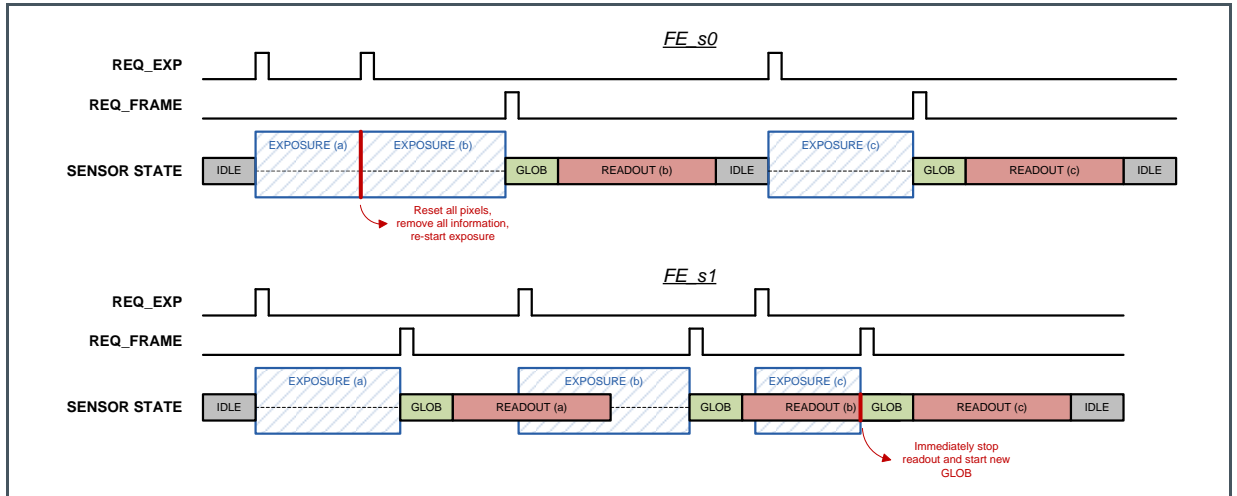 FE_s0
REQ_EXP
REQ_FRAME
EXPOSURE (a) EXPOSURE (b) EXPOSURE (c)
SENSOR STATE IDLE GLOB READOUT (b) IDLE GLOB READOUT (c) IDLE
Reset all pixels,
remove all information,
re-start exposure
FE_s1
REQ_EXP
REQ_FRAME
EXPOSURE (a) EXPOSURE (b) EXPOSURE (c)
SENSOR STATE IDLE GLOB READOUT (a) GLOB READOUT (b) GLOB READOUT (c) IDLE
Immediately stop
readout and start new
GLOB